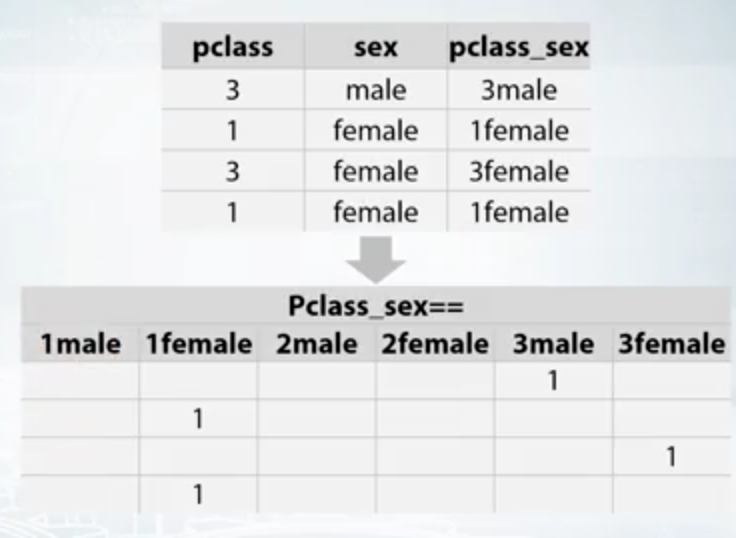 pclass sex pclass_sex
3 male 3male
1 female 1female
3 female 3female
1 female 1female
Pclass_sex==
1male 1female 2male 2female 3male 3female
1
1
1
1